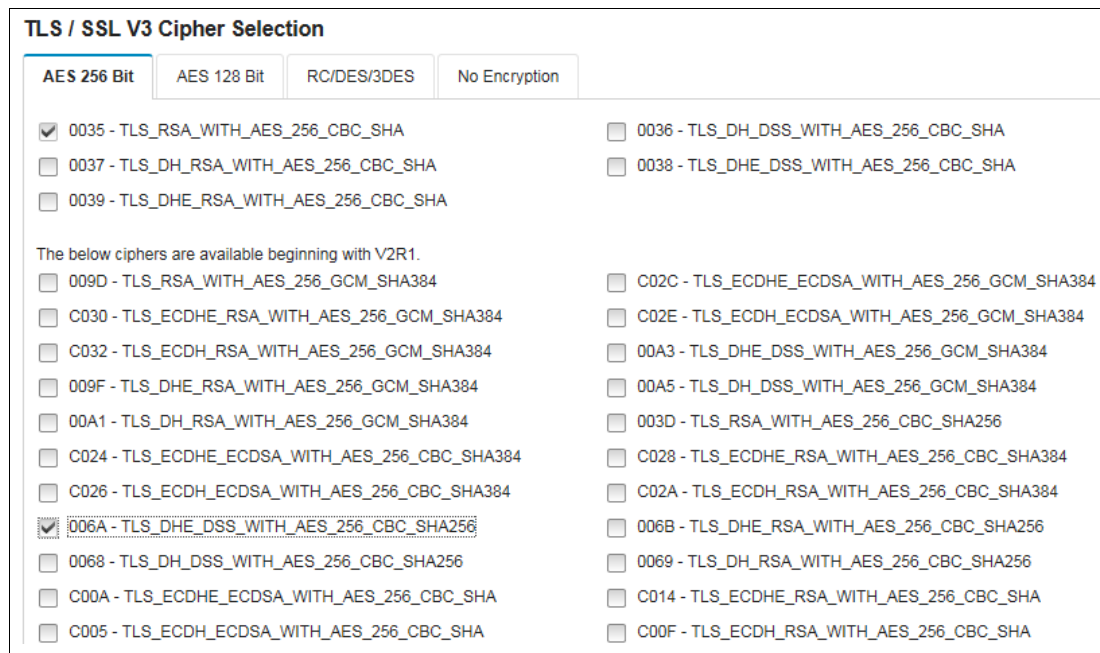 TLS / SSL V3 Cipher Selection
AES 256 Bit AES 128 Bit RC/DES/3DES No Encryption
0035 - TLS_RSA_WITH_AES_256_CBC_SHA 0036 - TLS_DH_DSS_WITH_AES_256_CBC_SHA
0037 - TLS_DH_RSA_WITH_AES_256_CBC_SHA 0038 - TLS_DHE_DSS_WITH_AES_256_CBC_SHA
0039 - TLS_DHE_RSA_WITH_AES_256_CBC_SHA
The below ciphers are available beginning with V2R1.
009D - TLS_RSA_WITH_AES_256_GCM_SHA384 C02C - TLS_ECDHE_ECDSA_WITH_AES_256_GCM_SHA384
C030 - TLS_ECDHE_RSA_WITH_AES_256_GCM_SHA384 C02E - TLS_ECDH_ECDSA_WITH_AES_256_GCM_SHA384
C032 - TLS_ECDH_RSA_WITH_AES_256_GCM_SHA384 00A3 - TLS_DHE_DSS_WITH_AES_256_GCM_SHA384
009F - TLS_DHE_RSA_WITH_AES_256_GCM_SHA384 00A5 - TLS_DH_DSS_WITH_AES_256_GCM_SHA384
00A1 - TLS_DH_RSA_WITH_AES_256_GCM_SHA384 003D - TLS_RSA_WITH_AES_256_CBC_SHA256
C024 - TLS_ECDHE_ECDSA_WITH_AES_256_CBC_SHA384 C028 - TLS_ECDHE_RSA_WITH_AES_256_CBC_SHA384
C026 - TLS_ECDH_ECDSA_WITH_AES_256_CBC_SHA384 C02A - TLS_ECDH_RSA_WITH_AES_256_CBC_SHA384
006A - TLS_DHE_DSS_WITH_AES_256_CBC_SHA256 006B - TLS_DHE_RSA_WITH_AES_256_CBC_SHA256
0068 - TLS_DH_DSS_WITH_AES_256_CBC_SHA256 0069 - TLS_DH_RSA_WITH_AES_256_CBC_SHA256
C00A - TLS_ECDHE_ECDSA_WITH_AES_256_CBC_SHA C014 - TLS_ECDHE_RSA_WITH_AES_256_CBC_SHA
C005 - TLS_ECDH_ECDSA_WITH_AES_256_CBC_SHA C00F - TLS_ECDH_RSA_WITH_AES_256_CBC_SHA